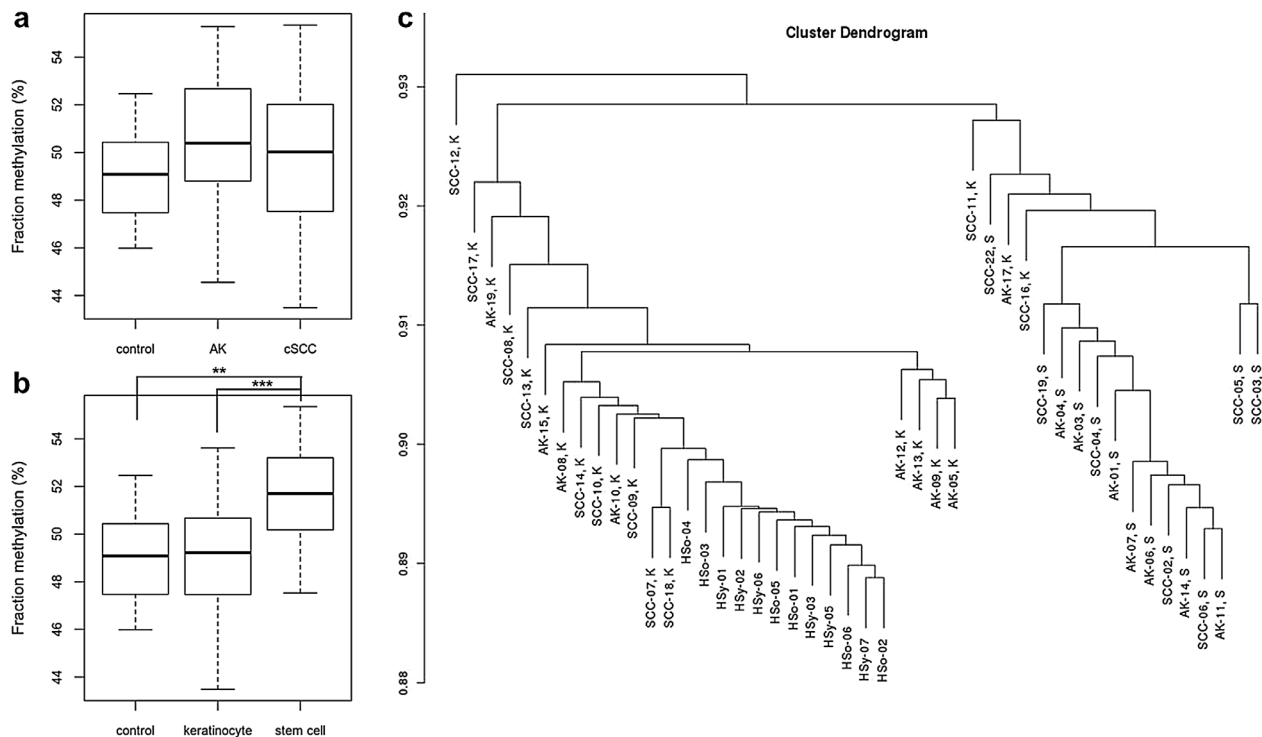 a
Fraction methylation (%)
54
52
50
48
46
44
control AK cSCC
b
** 
***
Fraction methylation (%)
54
52
50
48
46
44
control keratinocyte stem cell
c
Cluster Dendrogram
0.93
0.92
0.91
0.90
0.89
0.88
SCC-12, K
SCC-17, K
AK-19, K
SCC-08, K
SCC-13, K
AK-15, K
AK-08, K
SCC-14, K
SCC-10, K
AK-10, K
SCC-09, K
SCC-07, K
SCC-18, K
HSo-04
HSo-03
HSy-01
HSy-02
HSy-06
HSo-05
HSo-01
HSy-03
HSy-05
HSo-06
HSy-07
HSo-02
AK-12, K
AK-13, K
AK-09, K
AK-05, K
SCC-11, K
SCC-22, S
AK-17, K
SCC-16, K
SCC-19, S
AK-04, S
AK-03, S
SCC-04, S
AK-01, S
AK-07, S
AK-06, S
SCC-02, S
AK-14, S
SCC-06, S
AK-11, S
SCC-05, S
SCC-03, S